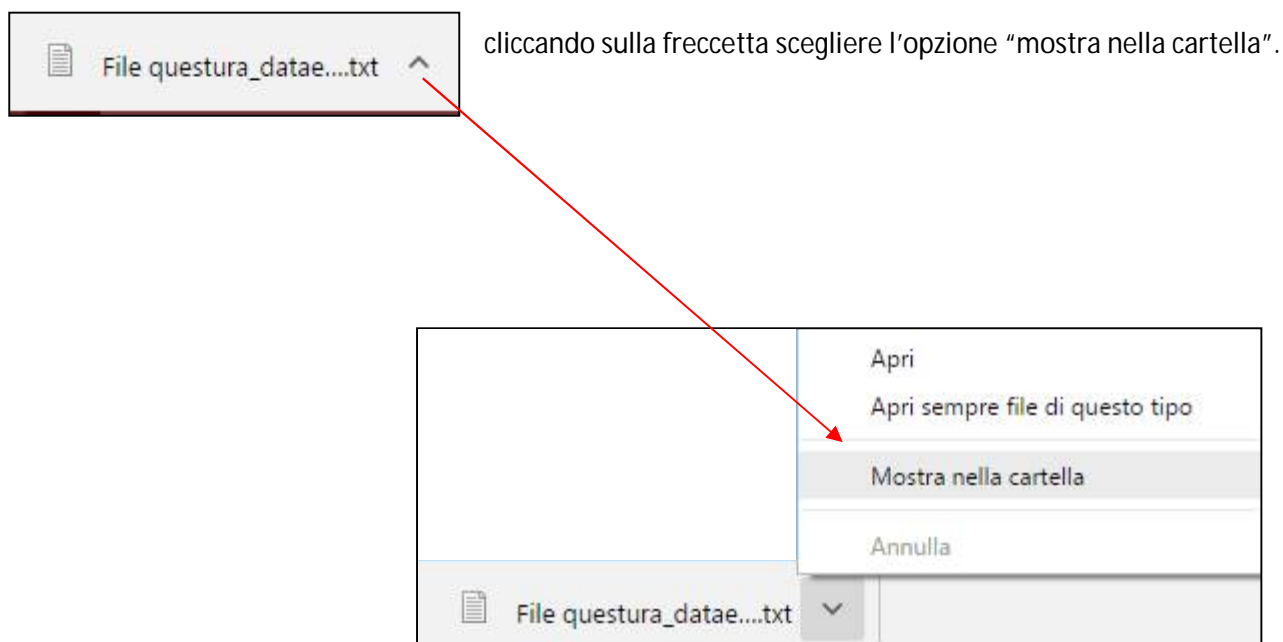 File questura_datae....txt
cliccando sulla freccetta scegliere l'opzione “mostra nella cartella”.
Apri
Apri sempre file di questo tipo
Mostra nella cartella
Annulla
File questura_datae....txt